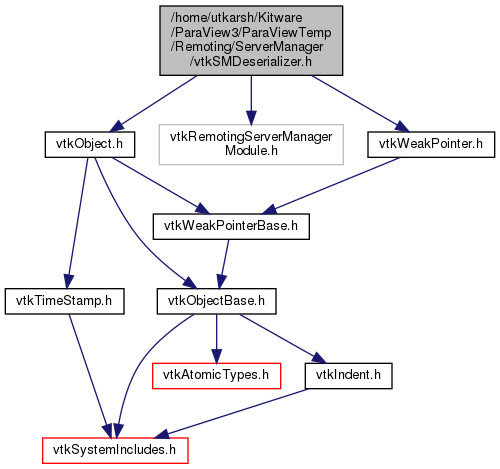 /home/utkarsh/Kitware
/ParaView3/ParaViewTemp
/Remoting/ServerManager
/vtkSMDeserializer.h
vtkObject.h
vtkRemotingServerManager
Module.h
vtkWeakPointer.h
vtkWeakPointerBase.h
vtkTimeStamp.h
vtkObjectBase.h
vtkAtomicTypes.h
vtkIndent.h
vtkSystemIncludes.h